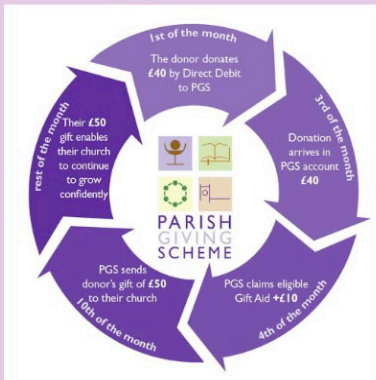 1st of the month
The donor donates
£40 by Direct Debit
to PGS
3rd of the month
Donation
arrives in
PGS account
£40
4th of the month
PGS claims eligible
Gift Aid +£10
10th of the month
PGS sends
donor's gift of £50
to their church
rest of the month
Their £50
gift enables
their church
to continue
to grow
confidently
PARISH
GIVING
SCHEME